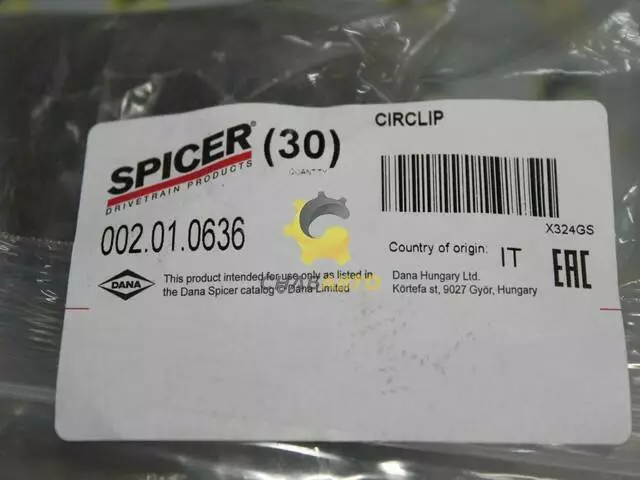 SPICER®
DRIVETRAIN PRODUCTS
(30)
QUANTITY
CIRCLIP
X324GS
002.01.0636
Country of origin: IT
EAC
DANA
This product intended for use only as listed in
the Dana Spicer catalog © Dana Limited
Dana Hungary Ltd.
Körtefa st, 9027 Győr, Hungary